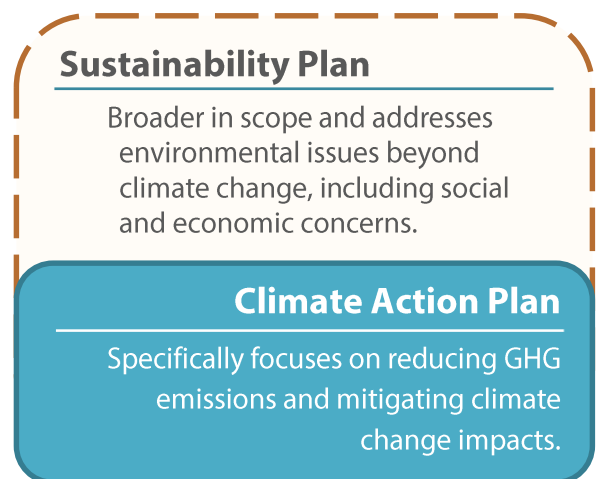 Sustainability Plan
Broader in scope and addresses
environmental issues beyond
climate change, including social
and economic concerns.
Climate Action Plan
Specifically focuses on reducing GHG
emissions and mitigating climate
change impacts.